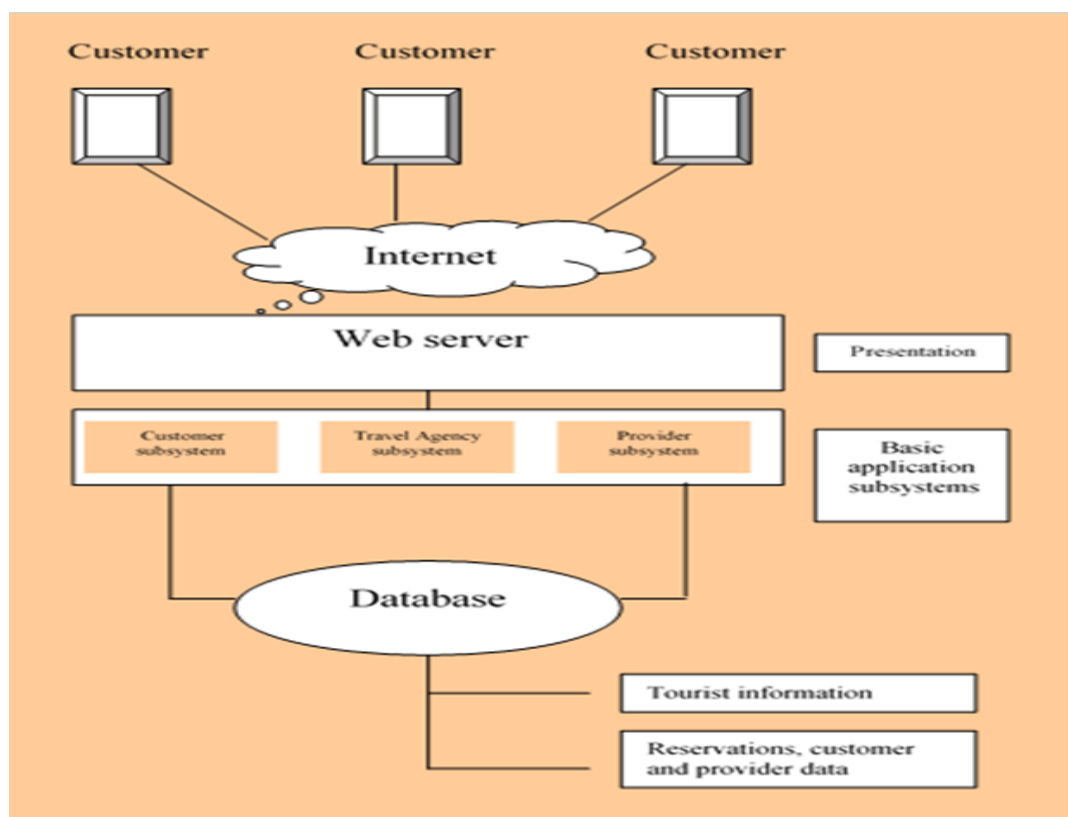 Customer
Customer
Customer
Internet
Web server
Presentation
Customer
subsystem
Travel Agency
subsystem
Provider
subsystem
Basic
application
subsystems
Database
Tourist information
Reservations, customer
and provider data